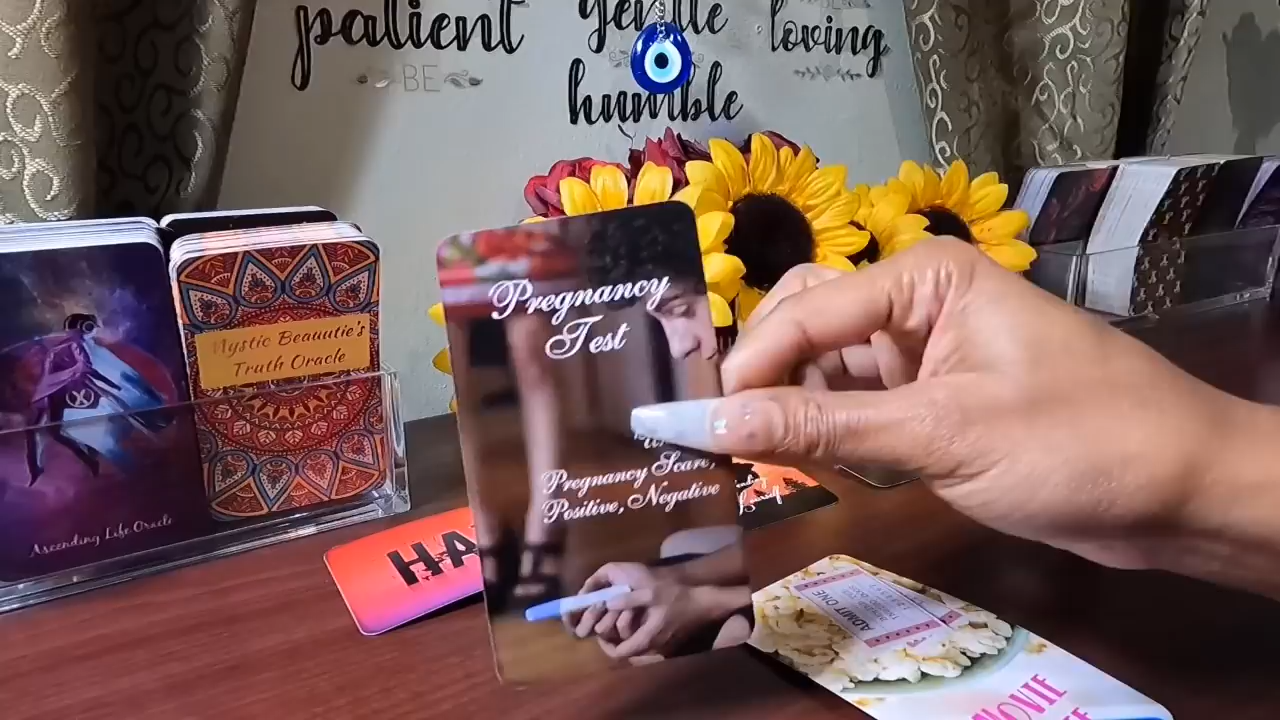 patient
gentle
loving
BE
humble
Mystic Beauutie's
Truth Oracle
Ascending Life Oracle
Pregnancy
Test
Pregnancy Scare,
Positive, Negative
HA
ADMIT ONE
MOVIE